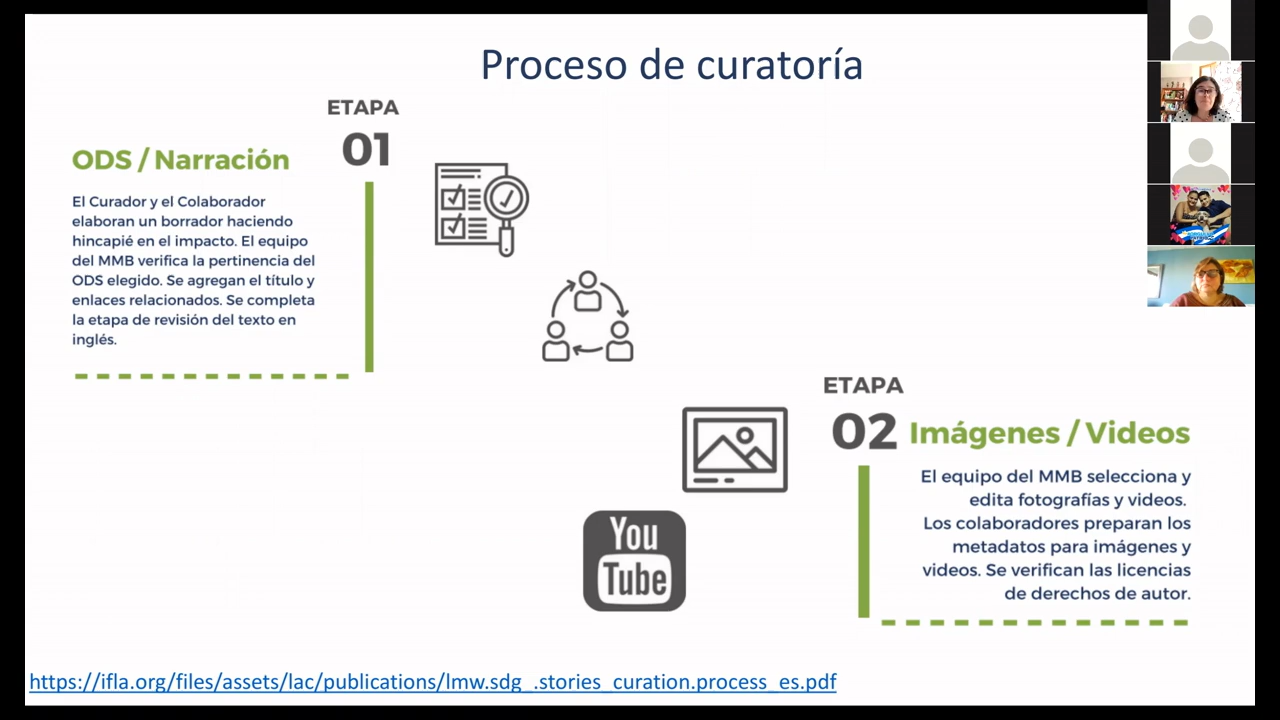 Proceso de curatoría
ETAPA
01
ODS / Narración
El Curador y el Colaborador
elaboran un borrador haciendo
hincapié en el impacto. El equipo
del MMB verifica la pertinencia del
ODS elegido. Se agregan el título y
enlaces relacionados. Se completa
la etapa de revisión del texto en
inglés.
ETAPA
02
Imágenes / Videos
El equipo del MMB selecciona y
edita fotografías y videos.
Los colaboradores preparan los
metadatos para imágenes y
videos. Se verifican las licencias
de derechos de autor.
You
Tube
https://ifla.org/files/assets/lac/publications/lmw.sdg_.stories_curation.process_es.pdf